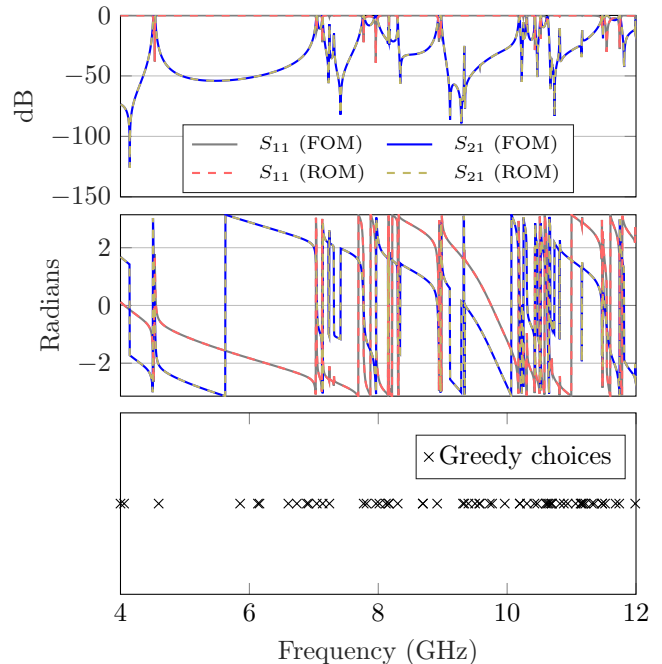 0
−50
−100
−150
dB
S11 (FOM) S21 (FOM)
S11 (ROM) S21 (ROM)
2
0
−2
Radians
× Greedy choices
4 6 8 10 12
Frequency (GHz)